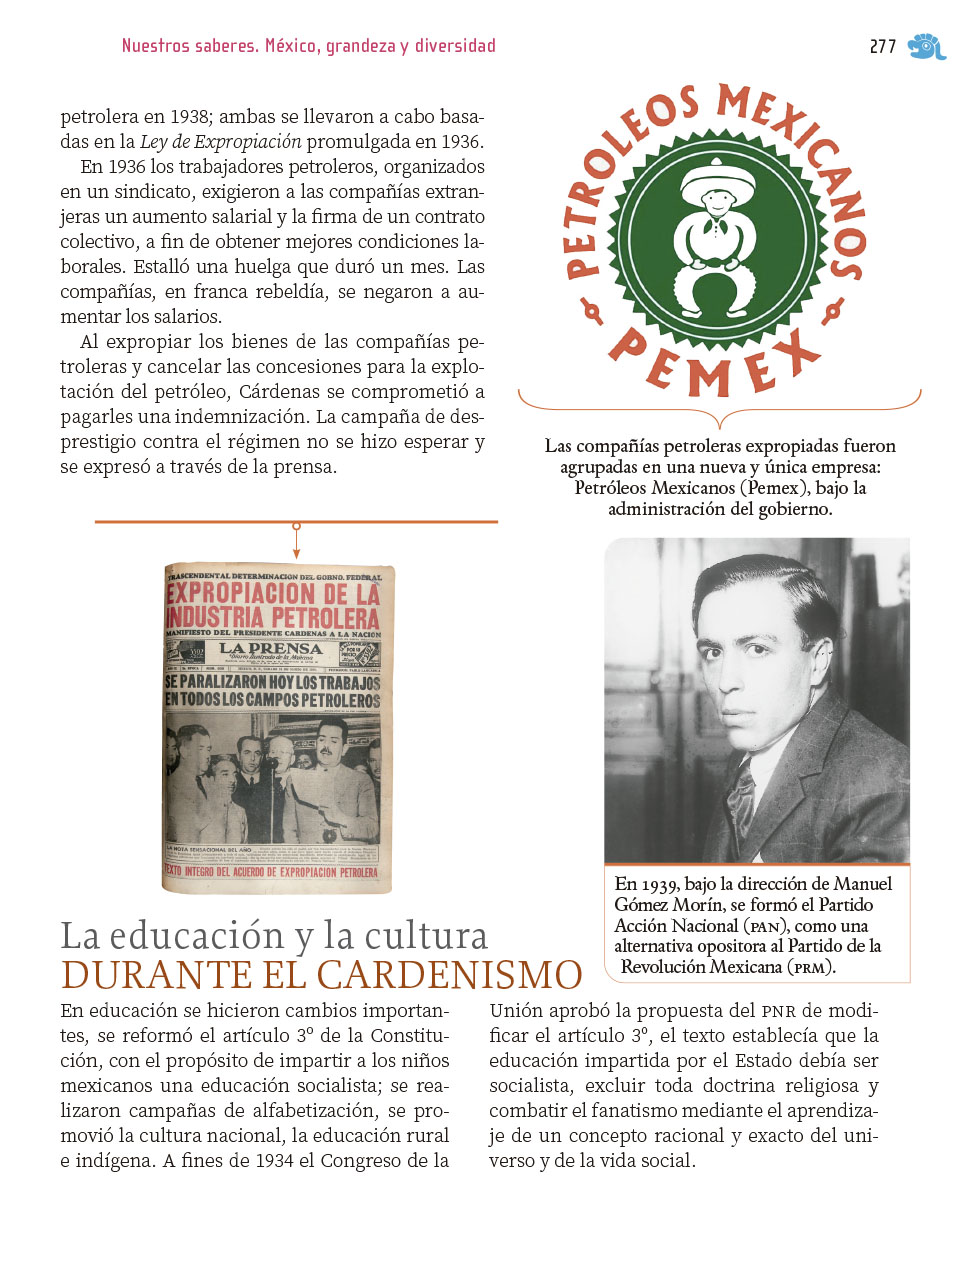 Nuestros saberes. México, grandeza y diversidad
277
petrolera en 1938; ambas se llevaron a cabo basa-
das en la Ley de Expropiación promulgada en 1936.
En 1936 los trabajadores petroleros, organizados
en un sindicato, exigieron a las compañías extran-
jeras un aumento salarial y la firma de un contrato
colectivo, a fin de obtener mejores condiciones la-
borales. Estalló una huelga que duró un mes. Las
compañías, en franca rebeldía, se negaron a au-
mentar los salarios.
Al expropiar los bienes de las compañías pe-
troleras y cancelar las concesiones para la explo-
tación del petróleo, Cárdenas se comprometió a
pagarles una indemnización. La campaña de des-
prestigio contra el régimen no se hizo esperar y
se expresó a través de la prensa.
PETROLEOS MEXICANOS
PEMEX
Las compañías petroleras expropiadas fueron
agrupadas en una nueva y única empresa:
Petróleos Mexicanos (Pemex), bajo la
administración del gobierno.
TRASCENDENTAL DETERMINACION DEL GOBNO. FEDERAL
EXPROPIACION DE LA
INDUSTRIA PETROLERA
MANIFIESTO DEL PRESIDENTE CARDENAS A LA NACION
LA PRENSA
SE PARALIZARON HOY LOS TRABAJOS
EN TODOS LOS CAMPOS PETROLEROS
LA NOTA SENSACIONAL DEL AÑO
TEXTO INTEGRO DEL ACUERDO DE EXPROPIACION PETROLERA
En 1939, bajo la dirección de Manuel
Gómez Morín, se formó el Partido
Acción Nacional (PAN), como una
alternativa opositora al Partido de la
Revolución Mexicana (PRM).
La educación y la cultura
DURANTE EL CARDENISMO
En educación se hicieron cambios importan-
tes, se reformó el artículo 3º de la Constitu-
ción, con el propósito de impartir a los niños
mexicanos una educación socialista; se rea-
lizaron campañas de alfabetización, se pro-
movió la cultura nacional, la educación rural
e indígena. A fines de 1934 el Congreso de la
Unión aprobó la propuesta del PNR de modi-
ficar el artículo 3º, el texto establecía que la
educación impartida por el Estado debía ser
socialista, excluir toda doctrina religiosa y
combatir el fanatismo mediante el aprendiza-
je de un concepto racional y exacto del uni-
verso y de la vida social.